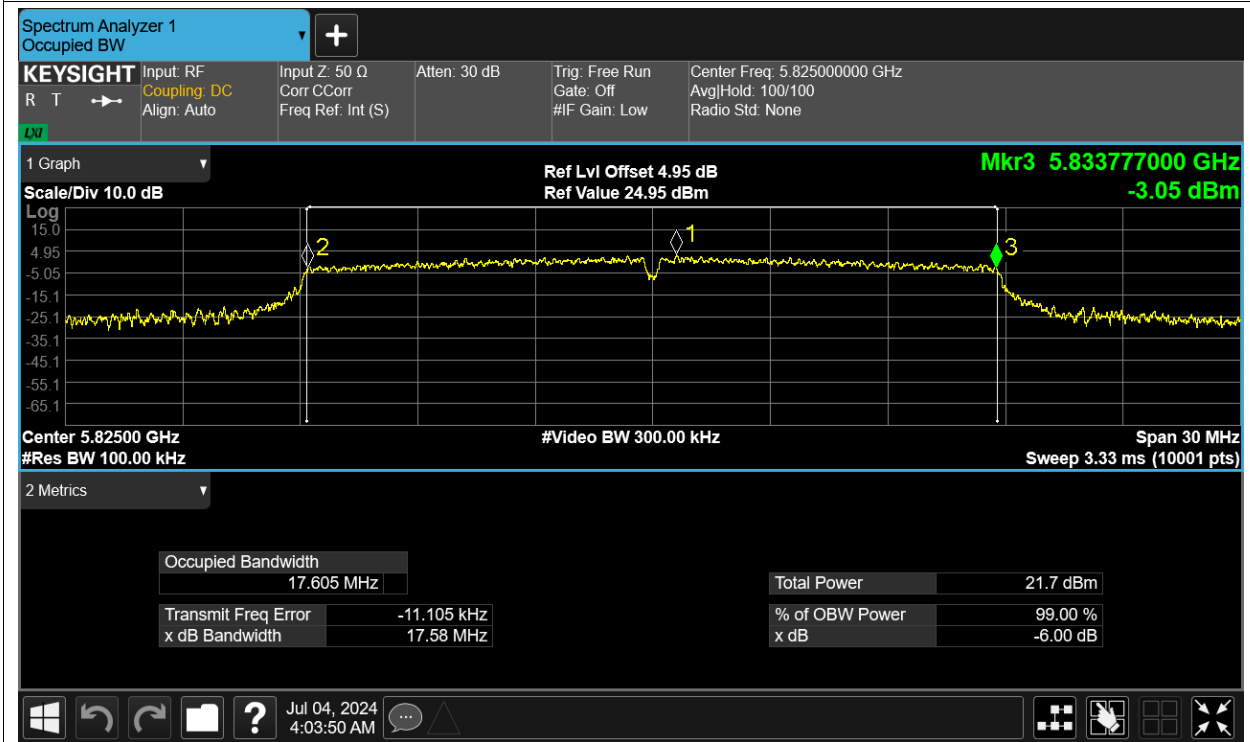 Spectrum Analyzer 1
Occupied BW
KEYSIGHT
R T
LXI
Input: RF
Coupling: DC
Align: Auto
Input Z: 50 Ω
Corr CCorr
Freq Ref: Int (S)
Atten: 30 dB
Trig: Free Run
Gate: Off
#IF Gain: Low
Center Freq: 5.825000000 GHz
Avg|Hold: 100/100
Radio Std: None
1 Graph
Scale/Div 10.0 dB
Ref Lvl Offset 4.95 dB
Ref Value 24.95 dBm
Mkr3 5.833777000 GHz
-3.05 dBm
Log
15.0
4.95
-5.05
-15.1
-25.1
-35.1
-45.1
-55.1
-65.1
2
1
3
Center 5.82500 GHz
#Res BW 100.00 kHz
#Video BW 300.00 kHz
Span 30 MHz
Sweep 3.33 ms (10001 pts)
2 Metrics
Occupied Bandwidth
17.605 MHz
Transmit Freq Error -11.105 kHz
x dB Bandwidth 17.58 MHz
Total Power 21.7 dBm
% of OBW Power 99.00 %
x dB -6.00 dB
?
Jul 04, 2024
4:03:50 AM